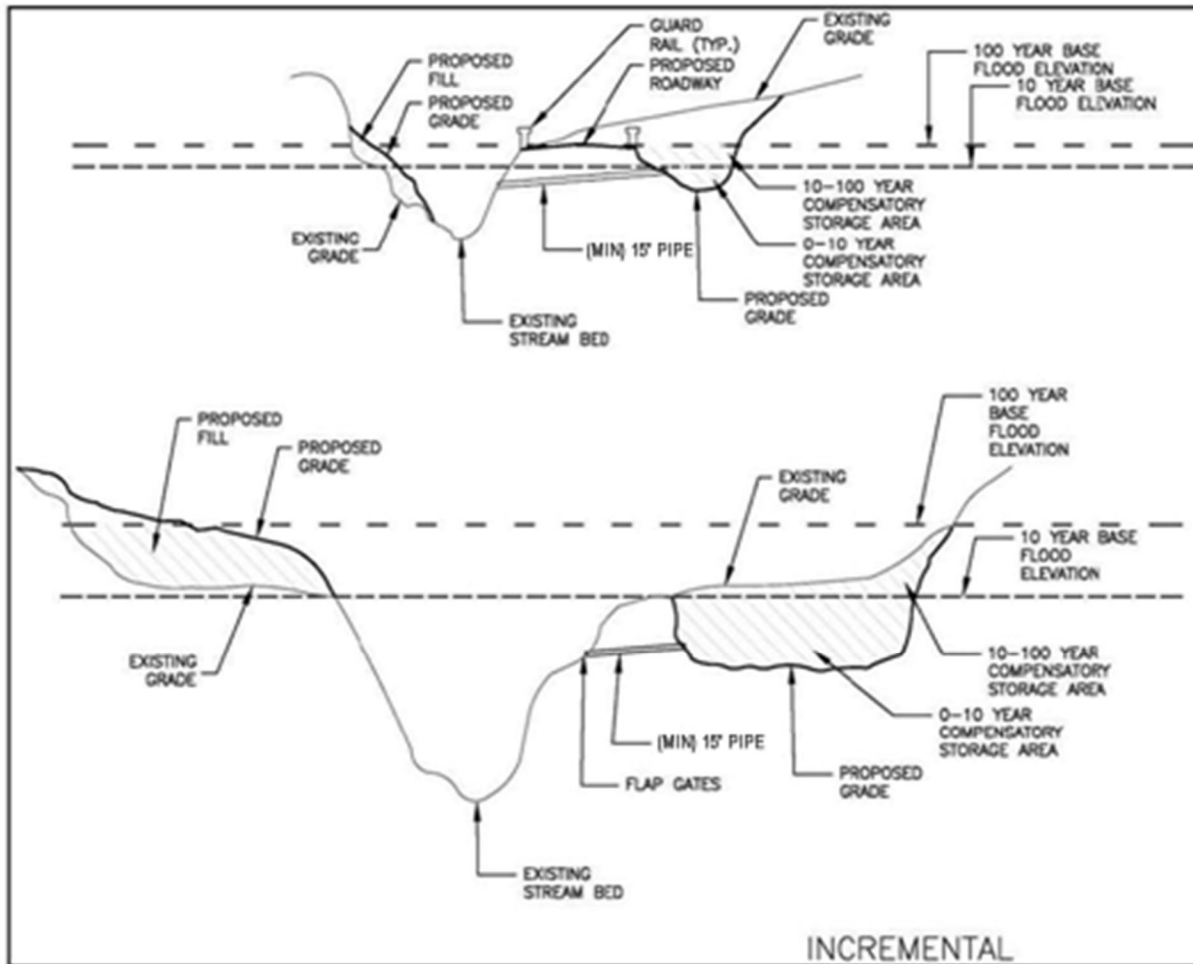 GUARD
RAIL (TYP.)
EXISTING
GRADE
PROPOSED
FILL
PROPOSED
ROADWAY
100 YEAR BASE
FLOOD ELEVATION
10 YEAR BASE
FLOOD ELEVATION
PROPOSED
GRADE
10-100 YEAR
COMPENSATORY
STORAGE AREA
EXISTING
GRADE
(MIN) 15" PIPE
0-10 YEAR
COMPENSATORY
STORAGE AREA
PROPOSED
GRADE
EXISTING
STREAM BED
PROPOSED
FILL
PROPOSED
GRADE
EXISTING
GRADE
100 YEAR
BASE
FLOOD
ELEVATION
10 YEAR BASE
FLOOD
ELEVATION
EXISTING
GRADE
10-100 YEAR
COMPENSATORY
STORAGE AREA
0-10 YEAR
COMPENSATORY
STORAGE AREA
(MIN) 15" PIPE
FLAP GATES
PROPOSED
GRADE
EXISTING
STREAM BED
INCREMENTAL